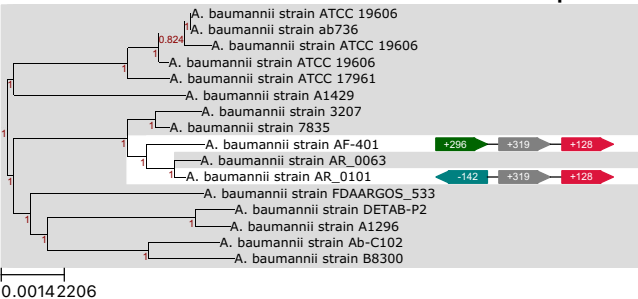 A. baumannii strain ATCC 19606
1 A. baumannii strain ab736
0.824 A. baumannii strain ATCC 19606
1 A. baumannii strain ATCC 19606
1 A. baumannii strain ATCC 17961
1 A. baumannii strain A1429
A. baumannii strain 3207
1 A. baumannii strain 7835
1 A. baumannii strain AF-401 +296 +319 +128
1 A. baumannii strain AR_0063
1 1 A. baumannii strain AR_0101 -142 +319 +128
A. baumannii strain FDAARGOS_533
1 A. baumannii strain DETAB-P2
1 A. baumannii strain A1296
1 A. baumannii strain Ab-C102
1 A. baumannii strain B8300
0.00142206